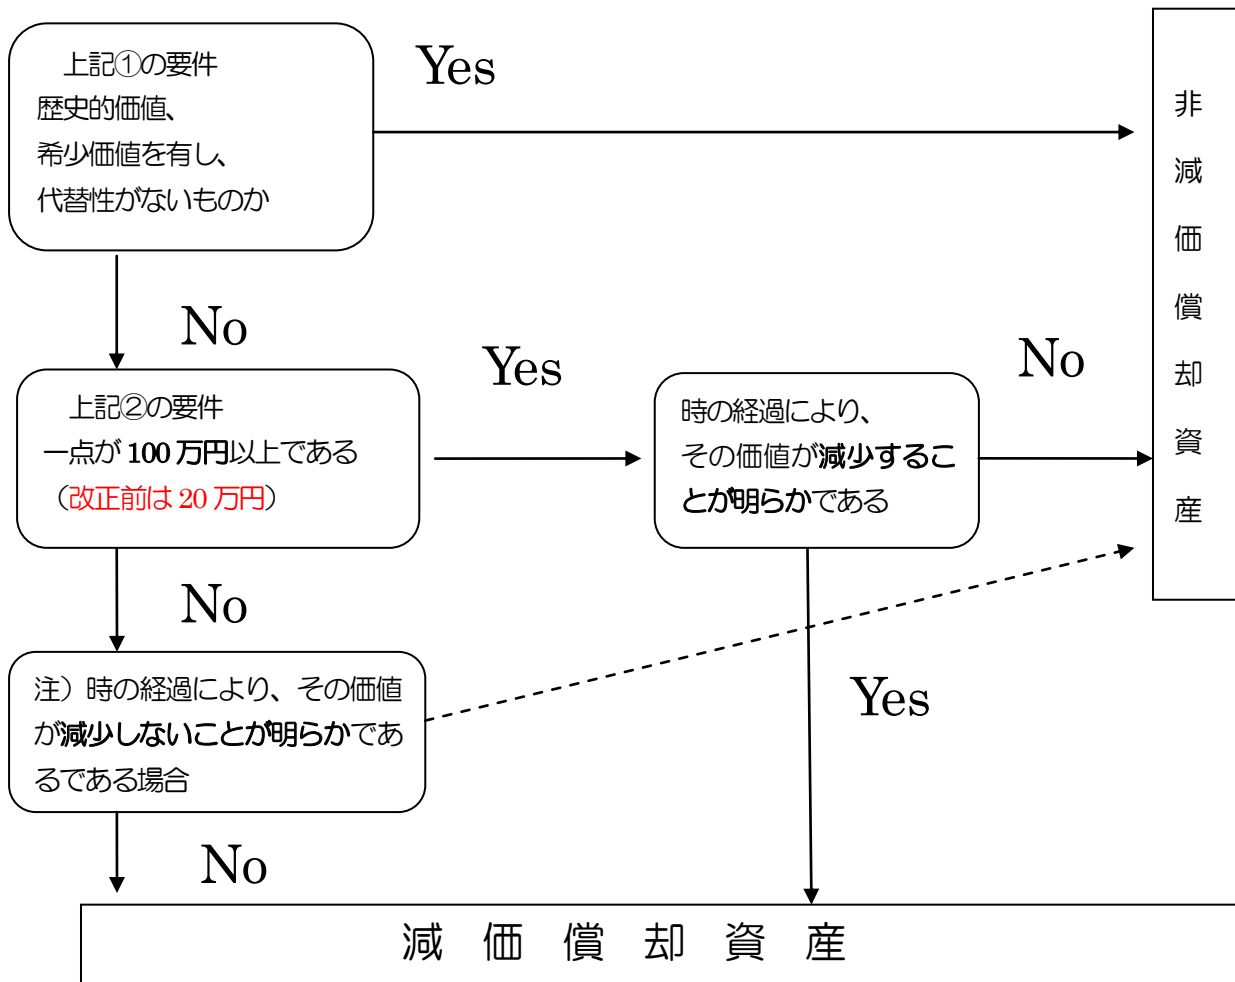 上記①の要件
歴史的価値、
希少価値を有し、
代替性がないものか
Yes
No
上記②の要件
一点が100万円以上である
（改正前は20万円）
Yes
時の経過により、
その価値が減少するこ
とが明らかである
No
非減価償却資産
No
注）時の経過により、その価値
が減少しないことが明らかであ
るである場合
Yes
No
減価償却資産